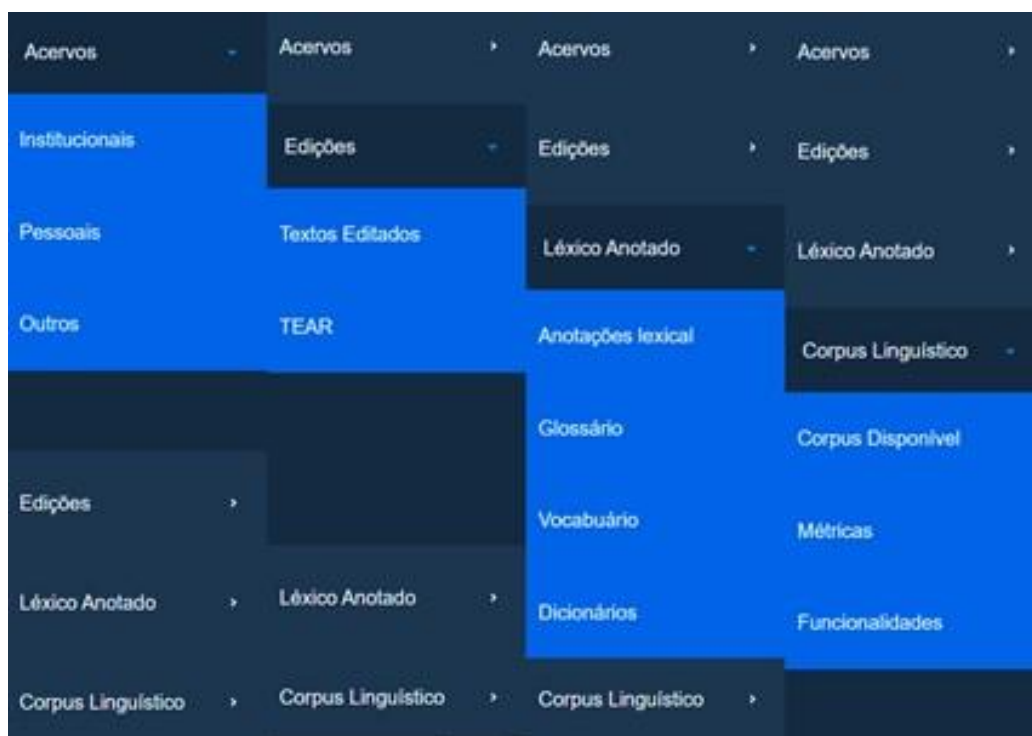 Acervos
Institucionais
Pessoais
Outros
Edições
Léxico Anotado
Corpus Linguístico
Acervos
Edições
Textos Editados
TEAR
Léxico Anotado
Corpus Linguístico
Acervos
Edições
Léxico Anotado
Anotações lexical
Glossário
Vocabuário
Dicionários
Corpus Linguístico
Acervos
Edições
Léxico Anotado
Corpus Linguístico
Corpus Disponível
Métricas
Funcionalidades